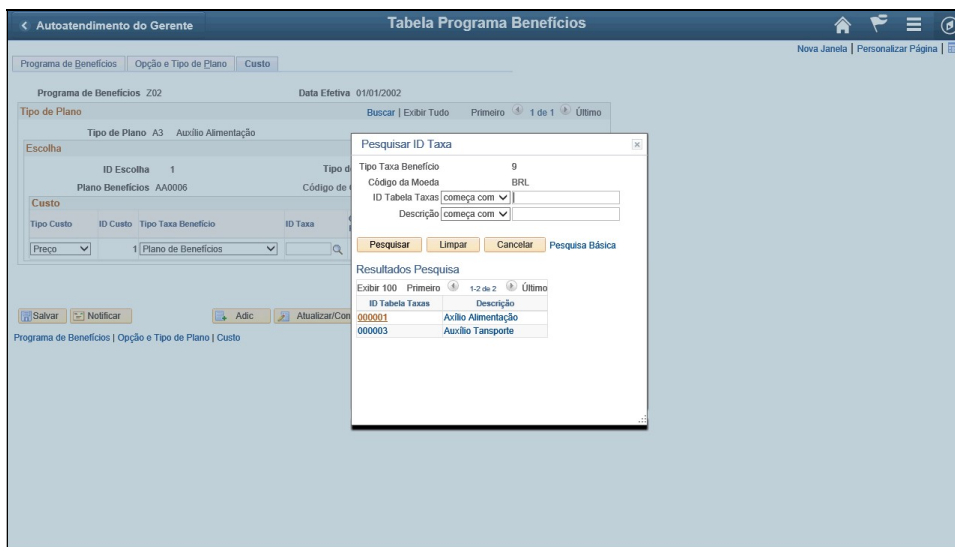 Autoatendimento do Gerente
Tabela Programa Benefícios
Nova Janela | Personalizar Página |
Programa de Benefícios
Opção e Tipo de Plano
Custo
Programa de Benefícios Z02
Data Efetiva 01/01/2002
Tipo de Plano
Buscar | Exibir Tudo
Primeiro 1 de 1 Último
Tipo de Plano A3 Auxílio Alimentação
Escolha
ID Escolha 1
Tipo d
Plano Benefícios AA0006
Código de
Custo
Tipo Custo
ID Custo
Tipo Taxa Benefício
ID Taxa
Preço
1
Plano de Benefícios
Salvar
Notificar
Adic
Atualizar/Con
Programa de Benefícios | Opção e Tipo de Plano | Custo
Pesquisar ID Taxa
Tipo Taxa Benefício 9
Código da Moeda BRL
ID Tabela Taxas começa com
Descrição começa com
Pesquisar
Limpar
Cancelar
Pesquisa Básica
Resultados Pesquisa
Exibir 100 Primeiro 1-2 de 2 Último
ID Tabela Taxas Descrição
000001 Axílio Alimentação
000003 Auxílio Tansporte